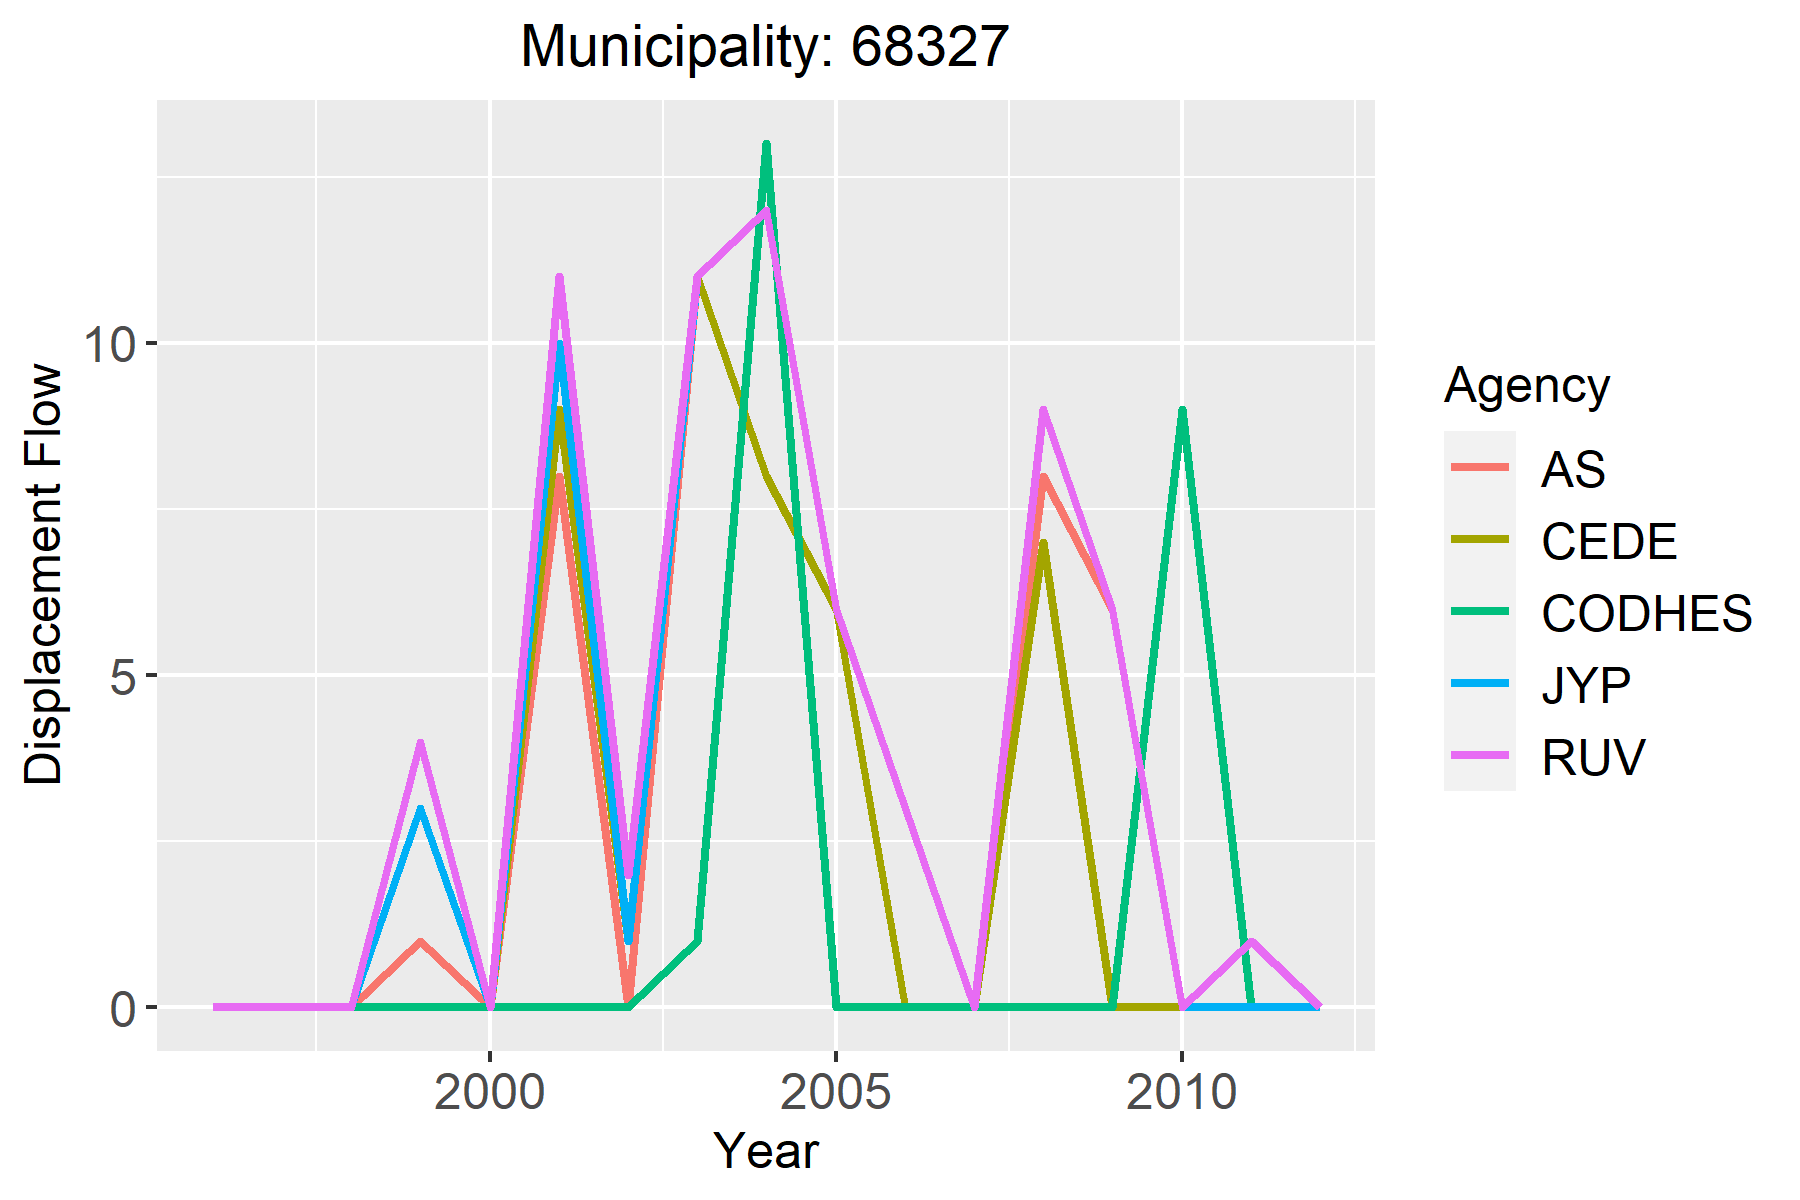 Municipality: 68327
Displacement Flow
10
5
0
2000 2005 2010
Year
Agency
AS
CEDE
CODHES
JYP
RUV